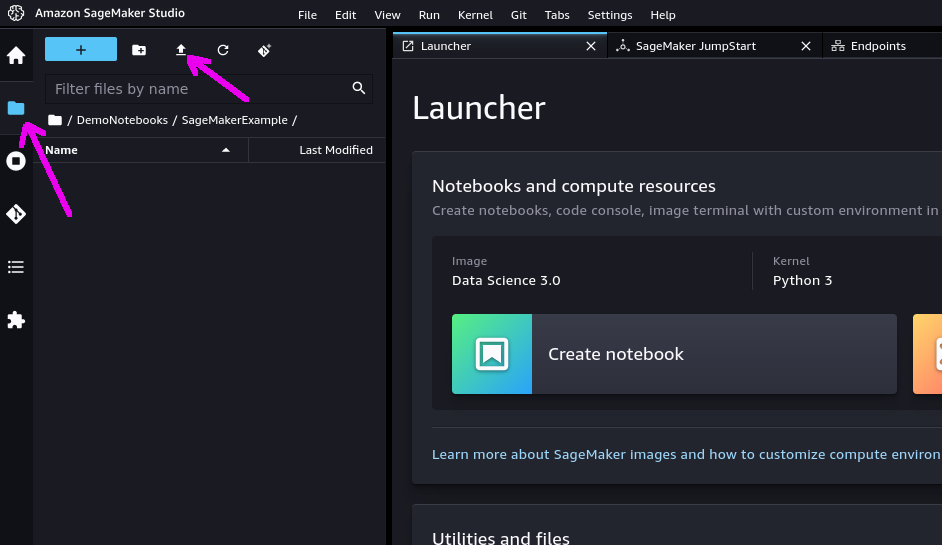 Amazon SageMaker Studio File Edit View Run Kernel Git Tabs Settings Help
+
Launcher SageMaker JumpStart Endpoints
Filter files by name
/ DemoNotebooks / SageMakerExample /
Name Last Modified
Launcher
Notebooks and compute resources
Create notebooks, code console, image terminal with custom environment in
Image Kernel
Data Science 3.0 Python 3
Create notebook
Learn more about SageMaker images and how to customize compute environ
Utilities and files